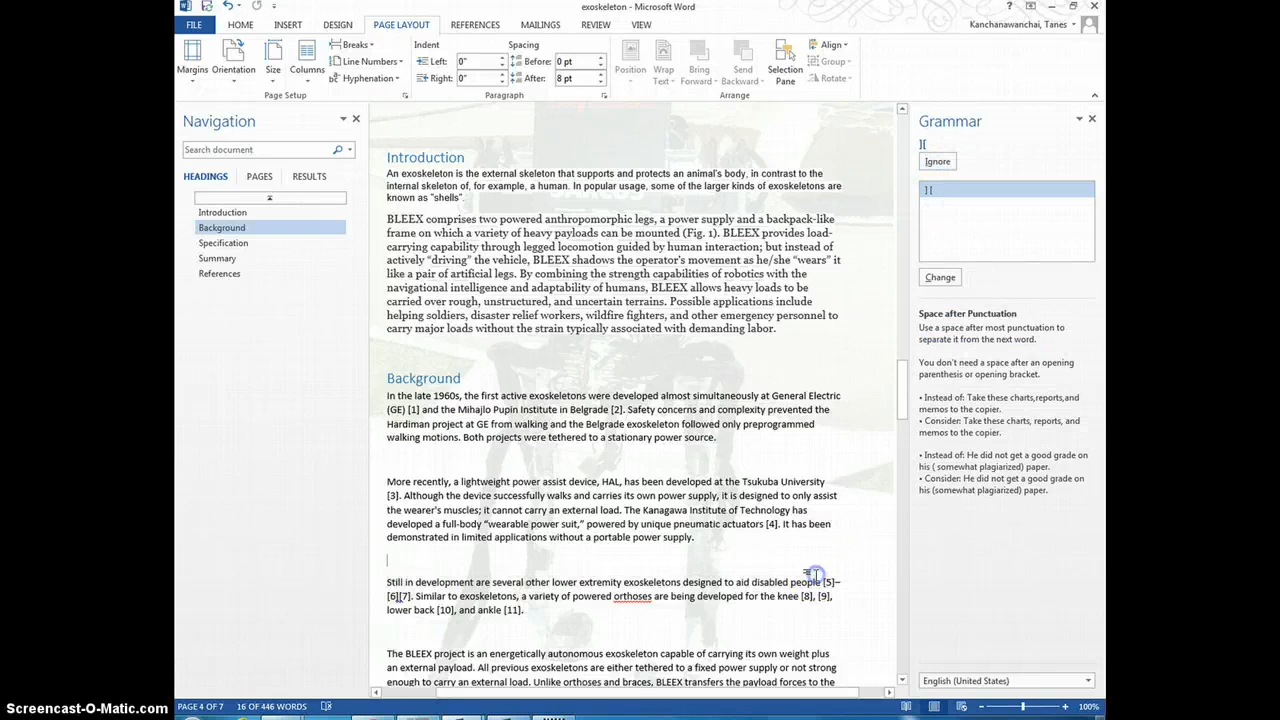 exoskeleton - Microsoft Word
FILE HOME INSERT DESIGN PAGE LAYOUT REFERENCES MAILINGS REVIEW VIEW
Kanchanawanchai, Tanes
Margins
Orientation
Size
Columns
Breaks
Line Numbers
Hyphenation
Page Setup
Indent
Left: 0"
Right: 0"
Spacing
Before: 0 pt
After: 8 pt
Paragraph
Position
Wrap Text
Bring Forward
Send Backward
Selection Pane
Align
Group
Rotate
Arrange
Navigation
Search document
HEADINGS PAGES RESULTS
Introduction
Background
Specification
Summary
References
Introduction
An exoskeleton is the external skeleton that supports and protects an animal's body, in contrast to the
internal skeleton of, for example, a human. In popular usage, some of the larger kinds of exoskeletons are
known as "shells".
BLEEX comprises two powered anthropomorphic legs, a power supply and a backpack-like
frame on which a variety of heavy payloads can be mounted (Fig. 1). BLEEX provides load-
carrying capability through legged locomotion guided by human interaction; but instead of
actively “driving” the vehicle, BLEEX shadows the operator's movement as he/she “wears” it
like a pair of artificial legs. By combining the strength capabilities of robotics with the
navigational intelligence and adaptability of humans, BLEEX allows heavy loads to be
carried over rough, unstructured, and uncertain terrains. Possible applications include
helping soldiers, disaster relief workers, wildfire fighters, and other emergency personnel to
carry major loads without the strain typically associated with demanding labor.
Background
In the late 1960s, the first active exoskeletons were developed almost simultaneously at General Electric
(GE) [1] and the Mihajlo Pupin Institute in Belgrade [2]. Safety concerns and complexity prevented the
Hardiman project at GE from walking and the Belgrade exoskeleton followed only preprogrammed
walking motions. Both projects were tethered to a stationary power source.
More recently, a lightweight power assist device, HAL, has been developed at the Tsukuba University
[3]. Although the device successfully walks and carries its own power supply, it is designed to only assist
the wearer's muscles; it cannot carry an external load. The Kanagawa Institute of Technology has
developed a full-body “wearable power suit,” powered by unique pneumatic actuators [4]. It has been
demonstrated in limited applications without a portable power supply.
Still in development are several other lower extremity exoskeletons designed to aid disabled people [5]–
[6][7]. Similar to exoskeletons, a variety of powered orthoses are being developed for the knee [8], [9],
lower back [10], and ankle [11].
The BLEEX project is an energetically autonomous exoskeleton capable of carrying its own weight plus
an external payload. All previous exoskeletons are either tethered to a fixed power supply or not strong
enough to carry an external load. Unlike orthoses and braces, BLEEX transfers the payload forces to the
Grammar
][
Ignore
] [
Change
Space after Punctuation
Use a space after most punctuation to
separate it from the next word.
You don't need a space after an opening
parenthesis or opening bracket.
• Instead of: Take these charts,reports,and
memos to the copier.
• Consider: Take these charts, reports, and
memos to the copier.
• Instead of: He did not get a good grade on
his ( somewhat plagiarized) paper.
• Consider: He did not get a good grade on
his (somewhat plagiarized) paper.
English (United States)
PAGE 4 OF 7 16 OF 446 WORDS
100%
Screencast-O-Matic.com